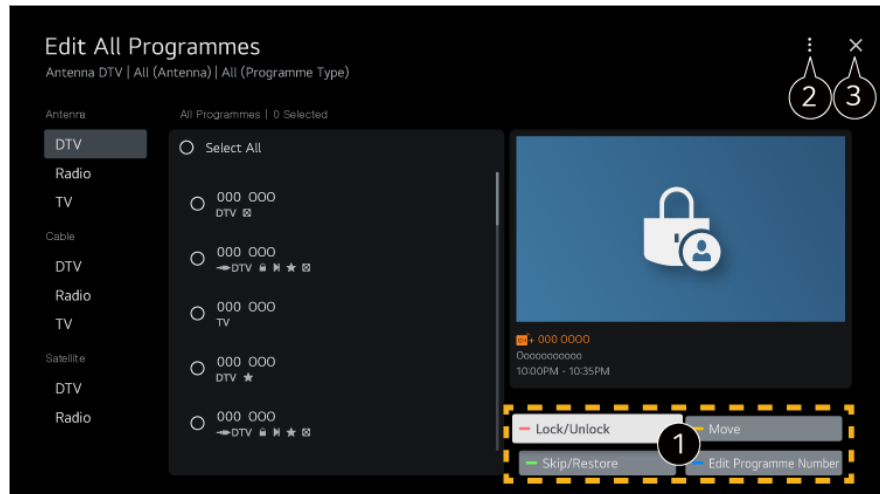 Edit All Programmes
Antenna DTV | All (Antenna) | All (Programme Type)
2
3
Antenna
DTV
Radio
TV
Cable
DTV
Radio
TV
Satellite
DTV
Radio
All Programmes | 0 Selected
Select All
000 000
DTV
000 000
DTV
000 000
TV
000 000
DTV
000 000
DTV
000 0000
Oooooooooo
10:00PM - 10:35PM
Lock/Unlock
Move
1
Skip/Restore
Edit Programme Number